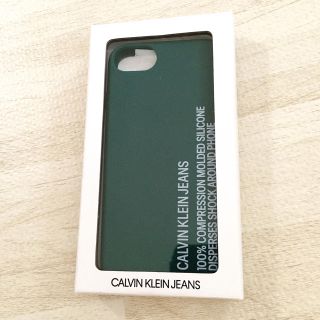 CALVIN KLEIN JEANS
100% COMPRESSION MOLDED SILICONE
DISPERSES SHOCK AROUND PHONE
CALVIN KLEIN JEANS